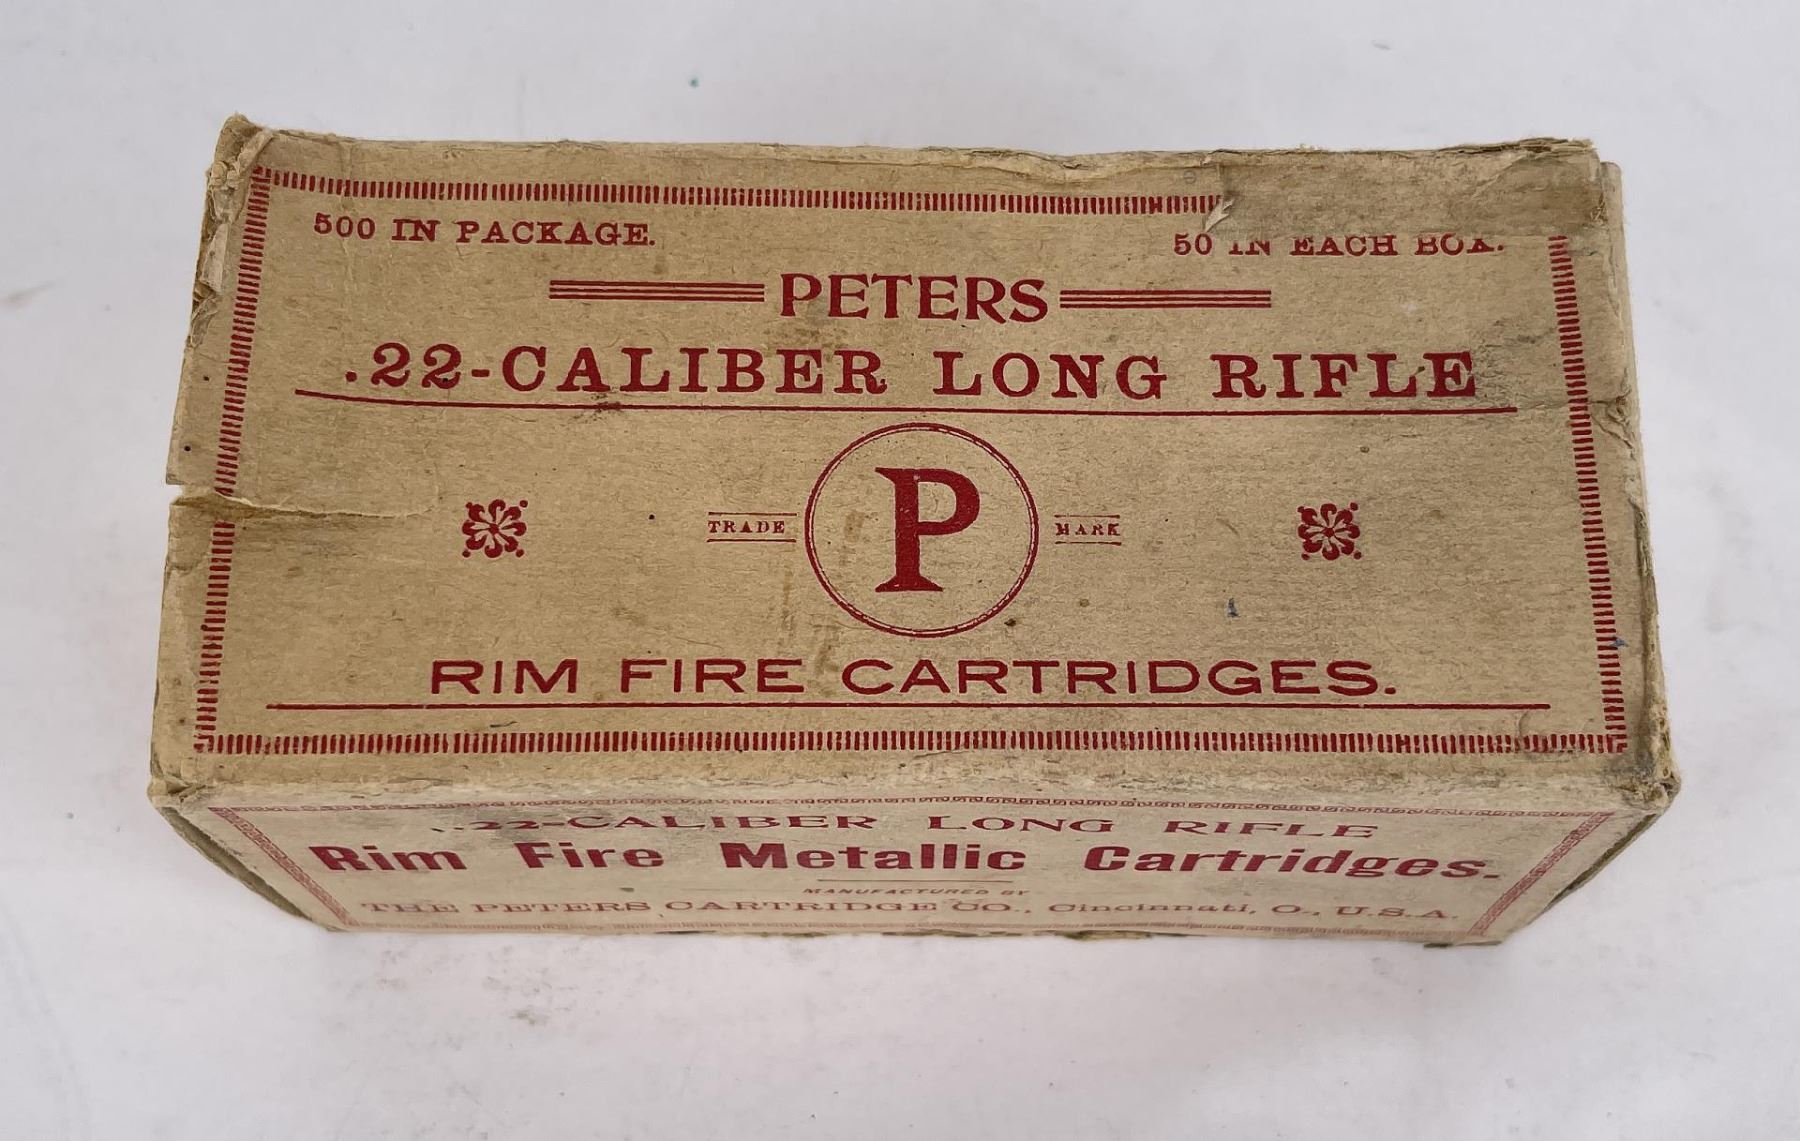 500 IN PACKAGE. 50 IN EACH BOX.
PETERS
.22-CALIBER LONG RIFLE
TRADE P MARK
RIM FIRE CARTRIDGES.
.22-CALIBER LONG RIFLE
Rim Fire Metallic Cartridges.
MANUFACTURED BY
THE PETERS CARTRIDGE CO., Cincinnati, O., U.S.A.